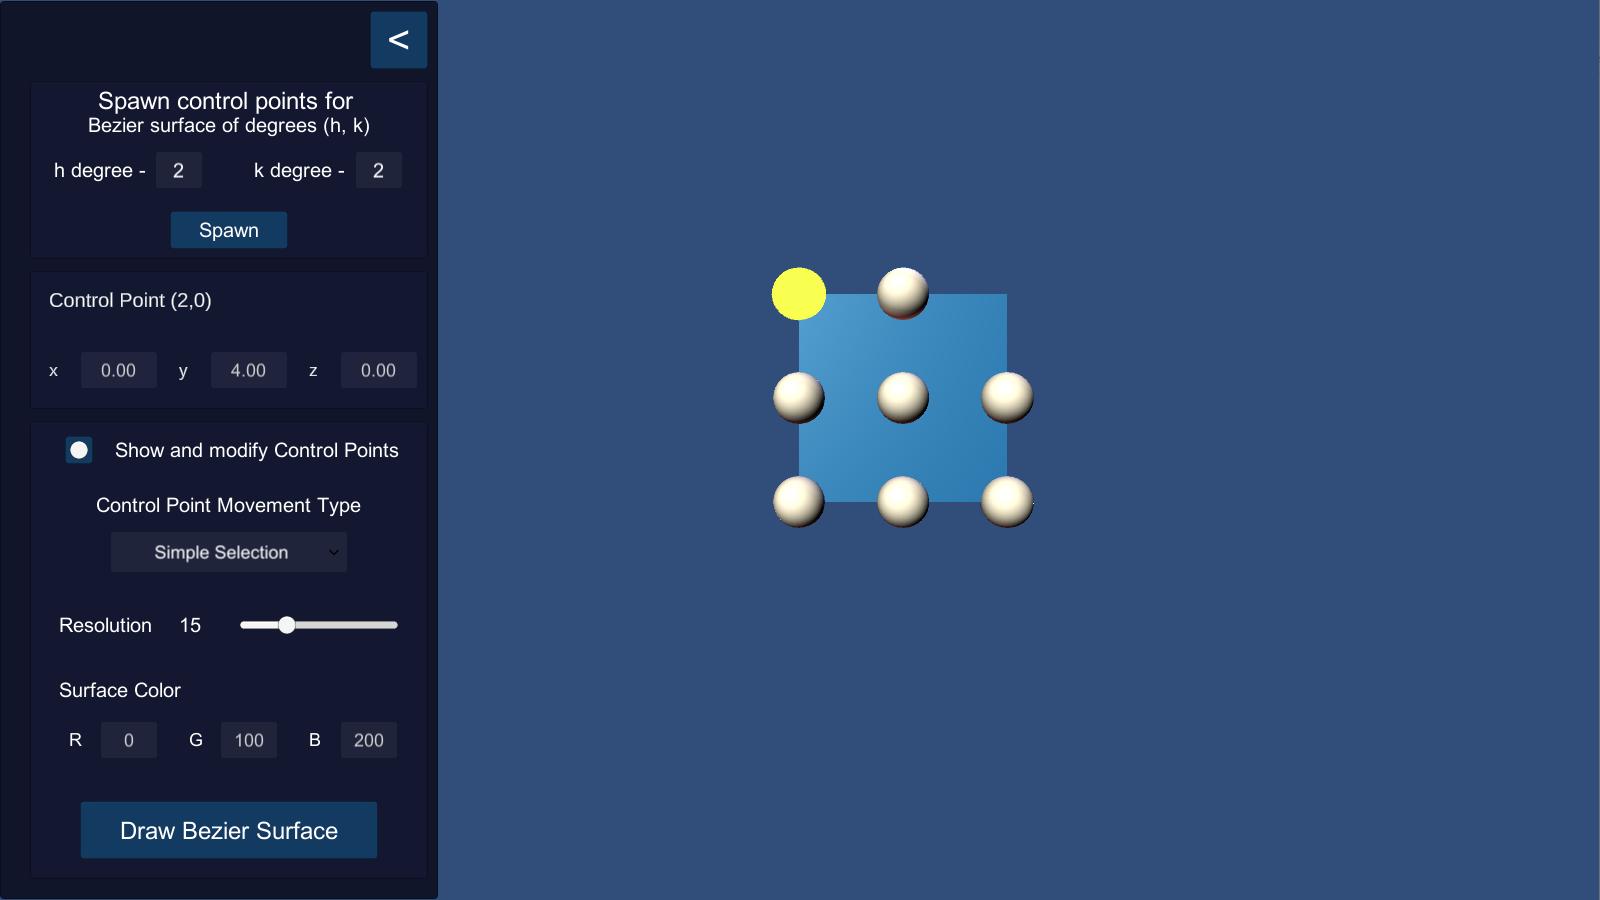 <
Spawn control points for
Bezier surface of degrees (h, k)
h degree - 2 k degree - 2
Spawn
Control Point (2,0)
x 0.00 y 4.00 z 0.00
Show and modify Control Points
Control Point Movement Type
Simple Selection
Resolution 15
Surface Color
R 0 G 100 B 200
Draw Bezier Surface